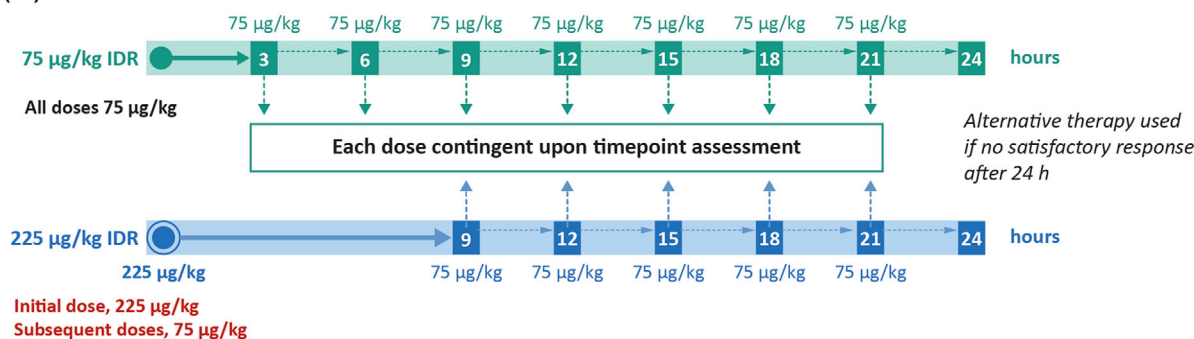 75 µg/kg 75 µg/kg 75 µg/kg 75 µg/kg 75 µg/kg 75 µg/kg 75 µg/kg
75 µg/kg IDR 3 6 9 12 15 18 21 24 hours
All doses 75 µg/kg
Each dose contingent upon timepoint assessment
Alternative therapy used
if no satisfactory response
after 24 h
225 µg/kg IDR 9 12 15 18 21 24 hours
225 µg/kg 75 µg/kg 75 µg/kg 75 µg/kg 75 µg/kg 75 µg/kg
Initial dose, 225 µg/kg
Subsequent doses, 75 µg/kg